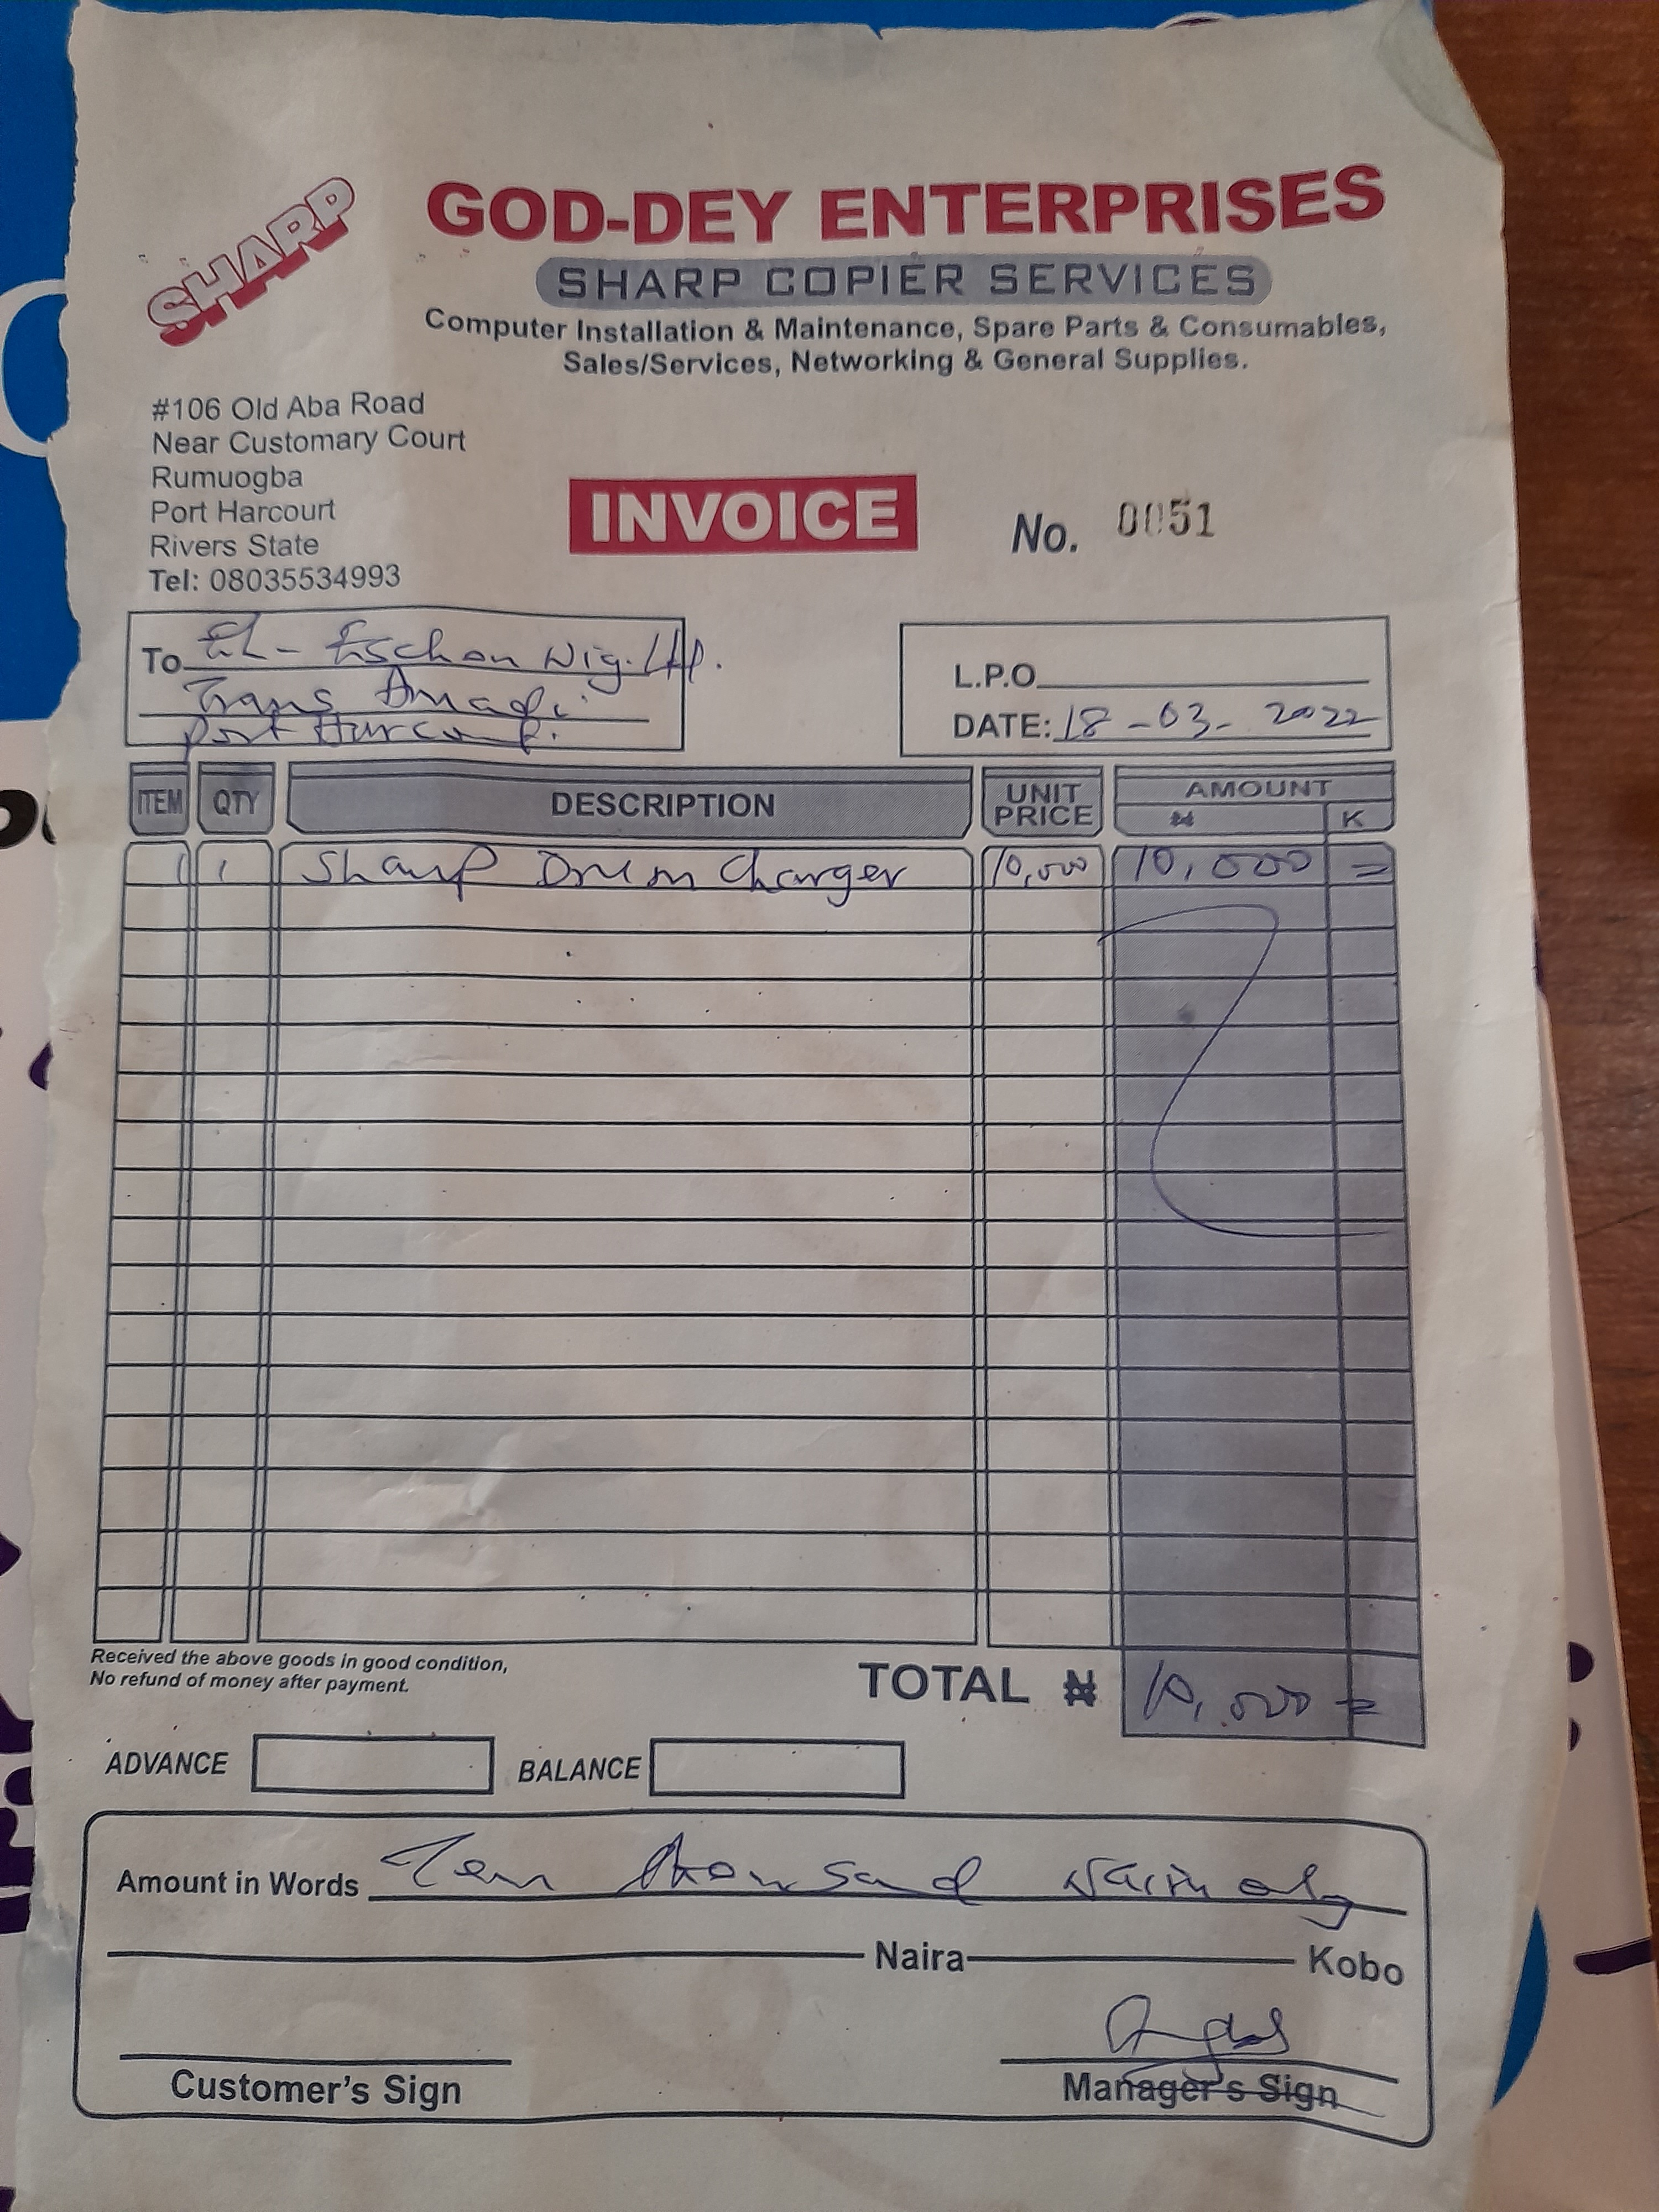 SHARP
GOD-DEY ENTERPRISES
SHARP COPIER SERVICES
Computer Installation & Maintenance, Spare Parts & Consumables,
Sales/Services, Networking & General Supplies.
#106 Old Aba Road
Near Customary Court
Rumuogba
Port Harcourt
Rivers State
Tel: 08035534993
INVOICE
No. 0051
To El-Eschon Nig. Ltd.
Trans Amadi
Port Harcourt.
L.P.O
DATE: 18-03-2022
ITEM QTY DESCRIPTION UNIT PRICE AMOUNT ₦ K
1 1 Sharp Drum Charger 10,000 10,000 =
Received the above goods in good condition,
No refund of money after payment.
TOTAL ₦ 10,000 =
ADVANCE BALANCE
Amount in Words Ten thousand Naira only
Naira Kobo
Customer's Sign Manager's Sign